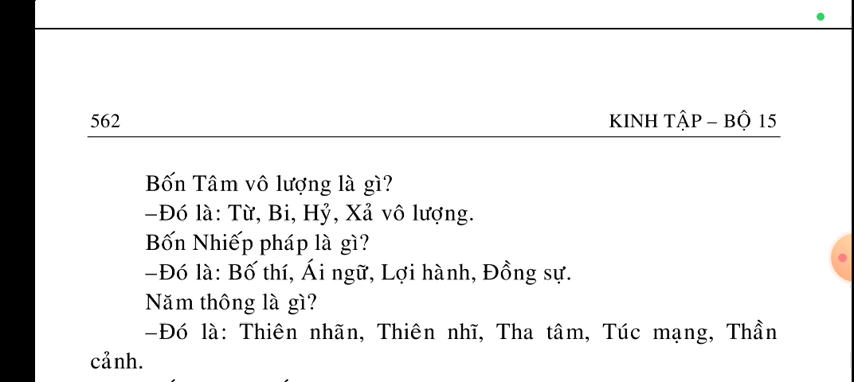 562 KINH TẬP – BỘ 15
Bốn Tâm vô lượng là gì?
–Đó là: Từ, Bi, Hỷ, Xả vô lượng.
Bốn Nhiếp pháp là gì?
–Đó là: Bố thí, Ái ngữ, Lợi hành, Đồng sự.
Năm thông là gì?
–Đó là: Thiên nhãn, Thiên nhĩ, Tha tâm, Túc mạng, Thần
cảnh.